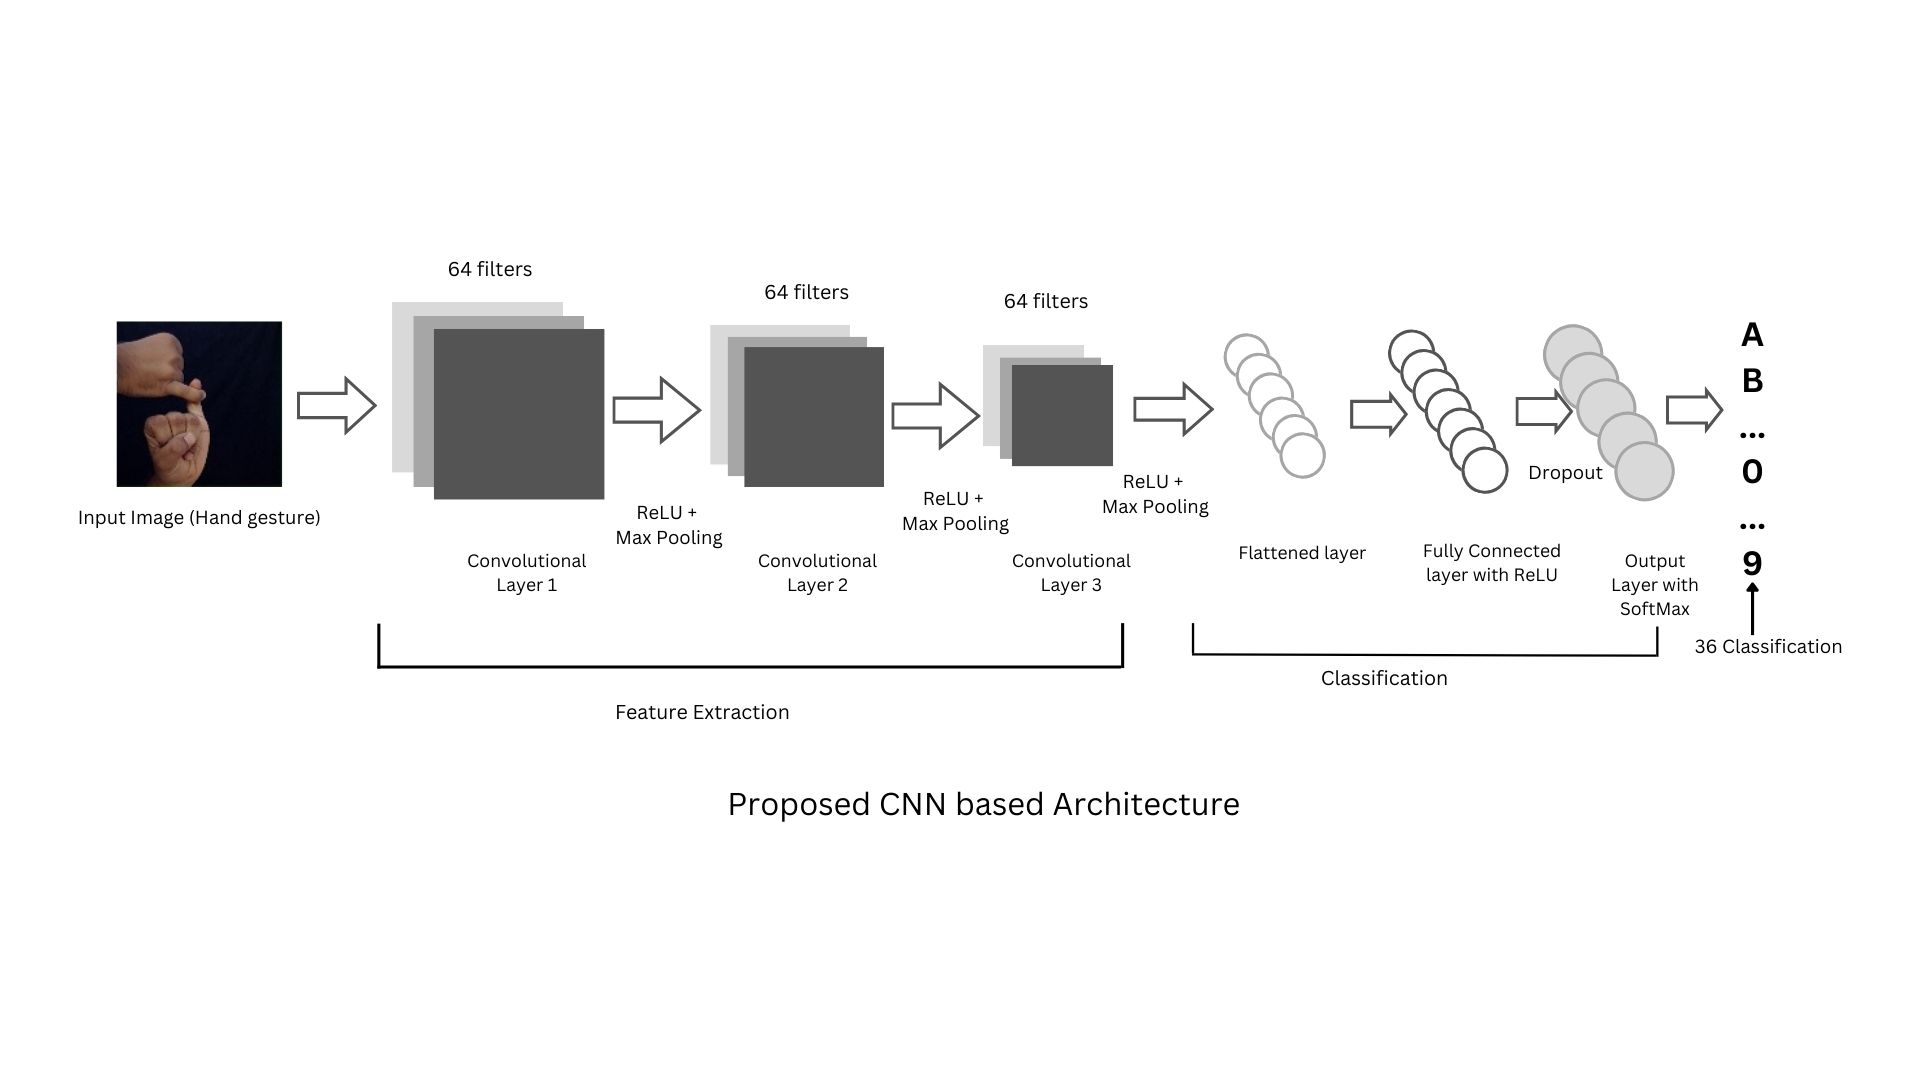 64 filters
64 filters
64 filters
Input Image (Hand gesture)
ReLU +
Max Pooling
ReLU +
Max Pooling
ReLU +
Max Pooling
Convolutional
Layer 1
Convolutional
Layer 2
Convolutional
Layer 3
Flattened layer
Fully Connected
layer with ReLU
Dropout
Output
Layer with
SoftMax
A
B
...
0
...
9
36 Classification
Feature Extraction
Classification
Proposed CNN based Architecture